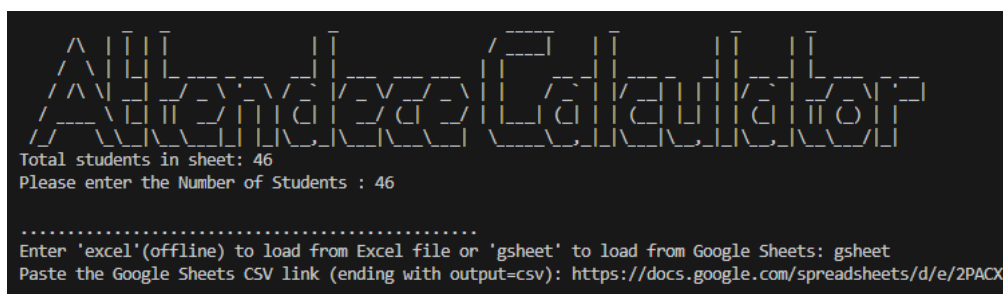 AttendeceCalculator
Total students in sheet: 46
Please enter the Number of Students : 46
.................................................
Enter 'excel'(offline) to load from Excel file or 'gsheet' to load from Google Sheets: gsheet
Paste the Google Sheets CSV link (ending with output=csv): https://docs.google.com/spreadsheets/d/e/2PACX